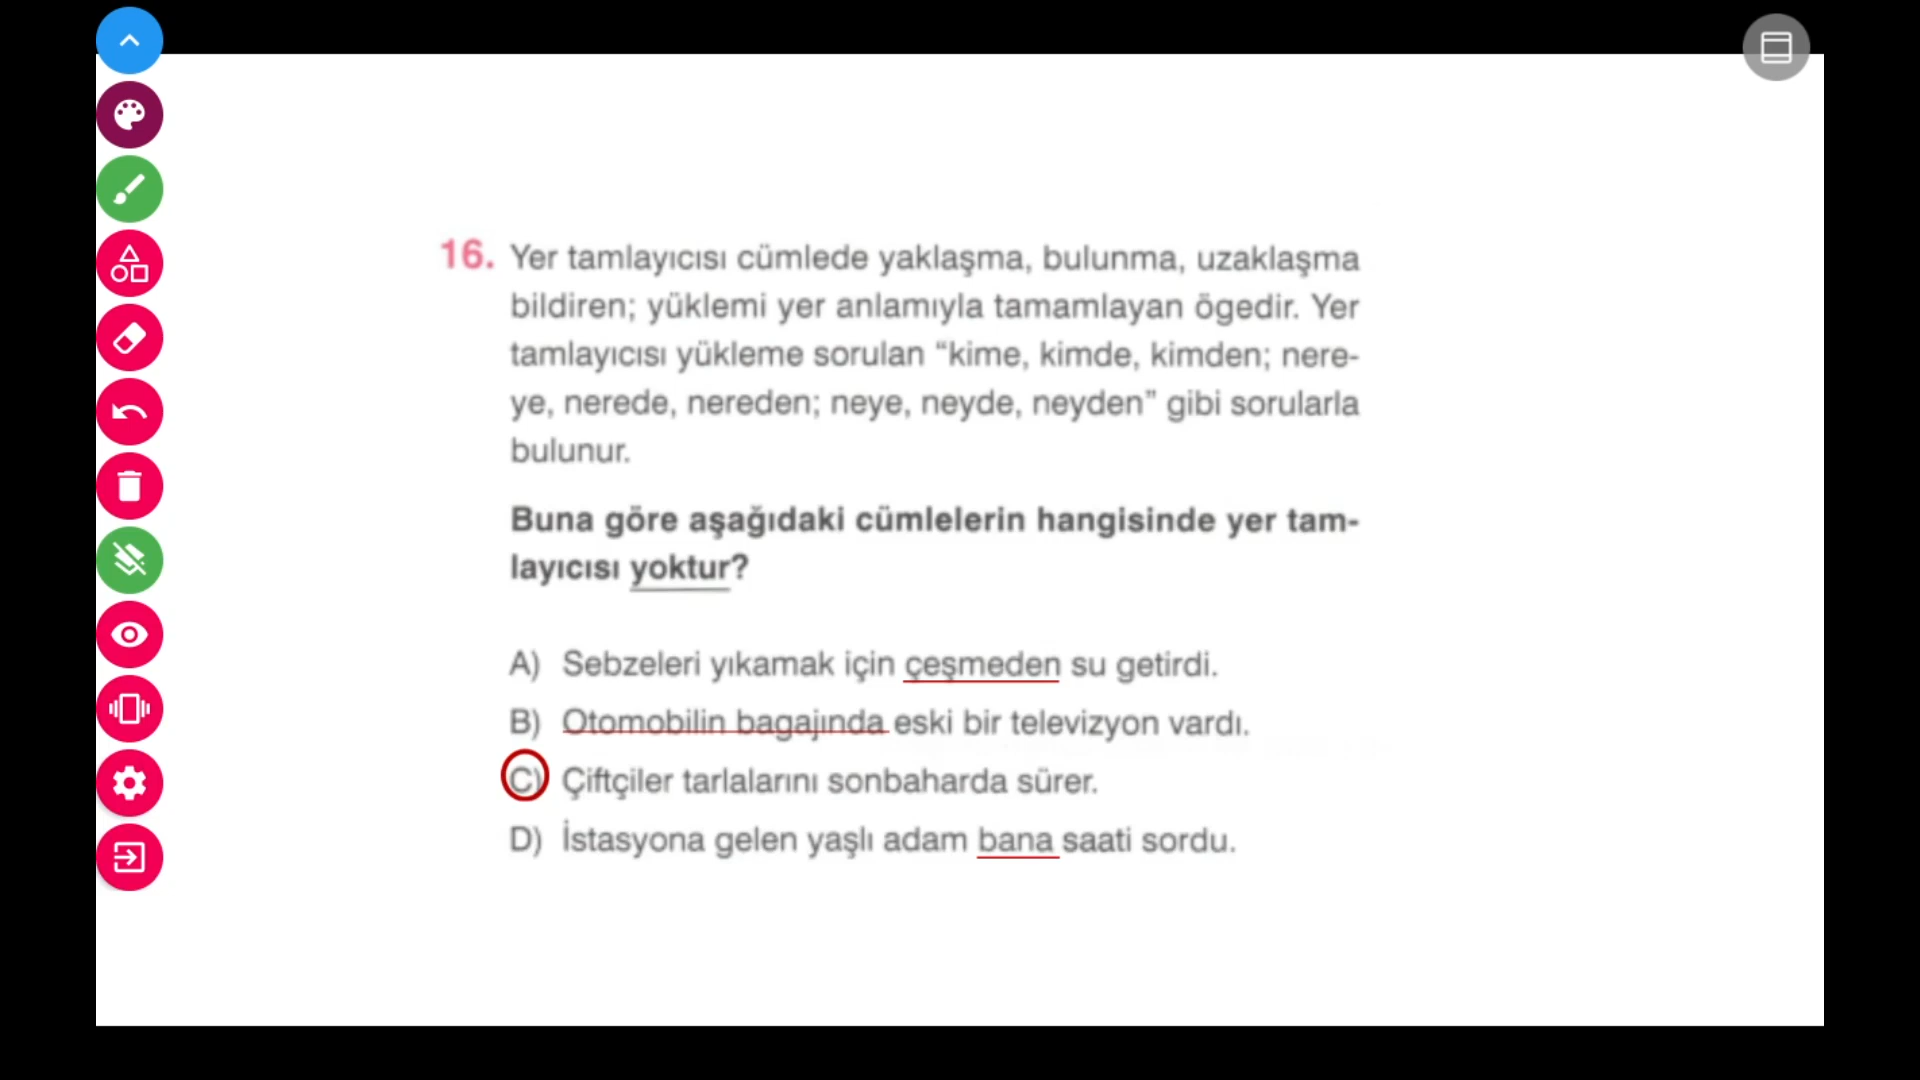 16. Yer tamlayıcısı cümlede yaklaşma, bulunma, uzaklaşma
bildiren; yüklemi yer anlamıyla tamamlayan ögedir. Yer
tamlayıcısı yükleme sorulan “kime, kimde, kimden; nere-
ye, nerede, nereden; neye, neyde, neyden” gibi sorularla
bulunur.
Buna göre aşağıdaki cümlelerin hangisinde yer tam-
layıcısı yoktur?
A) Sebzeleri yıkamak için çeşmeden su getirdi.
B) Otomobilin bagajında eski bir televizyon vardı.
C) Çiftçiler tarlalarını sonbaharda sürer.
D) İstasyona gelen yaşlı adam bana saati sordu.